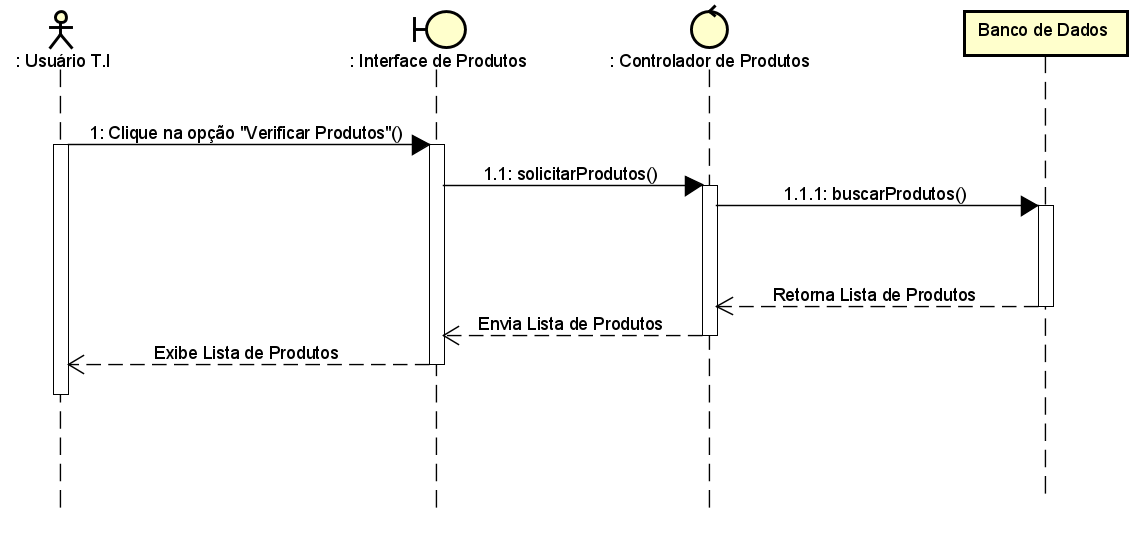 : Usuário T.I
: Interface de Produtos
: Controlador de Produtos
Banco de Dados
1: Clique na opção "Verificar Produtos"()
1.1: solicitarProdutos()
1.1.1: buscarProdutos()
Retorna Lista de Produtos
Envia Lista de Produtos
Exibe Lista de Produtos